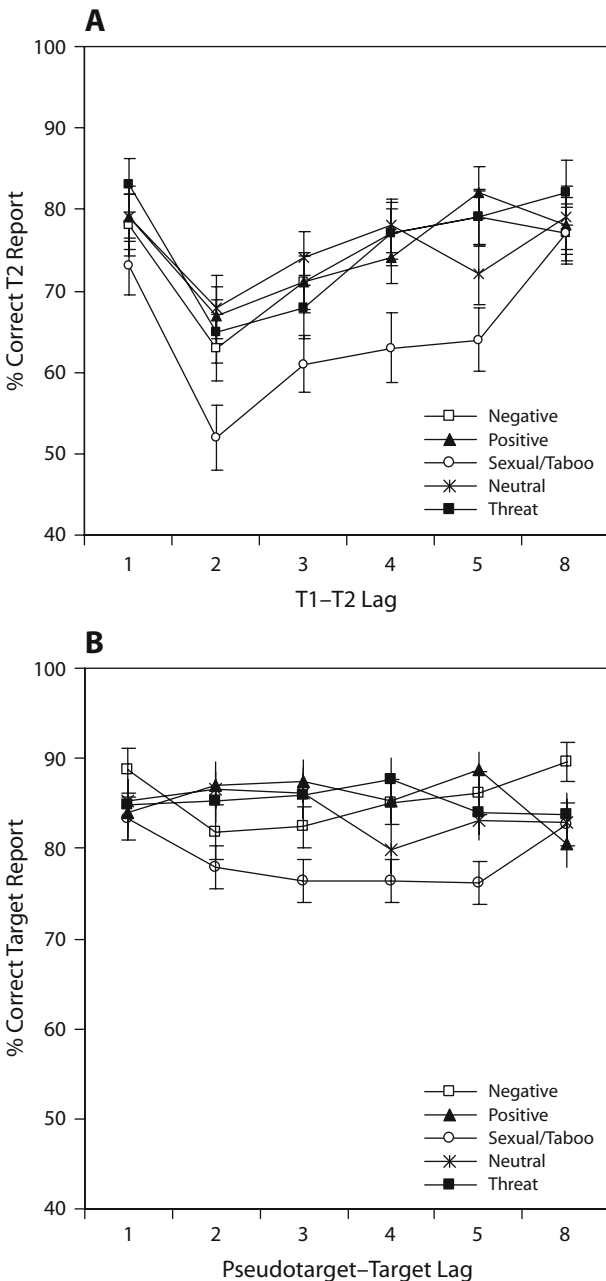 A
100
90
80
70
60
50
40
% Correct T2 Report
Negative
Positive
Sexual/Taboo
Neutral
Threat
1 2 3 4 5 8
T1–T2 Lag
B
100
90
80
70
60
50
40
% Correct Target Report
Negative
Positive
Sexual/Taboo
Neutral
Threat
1 2 3 4 5 8
Pseudotarget–Target Lag